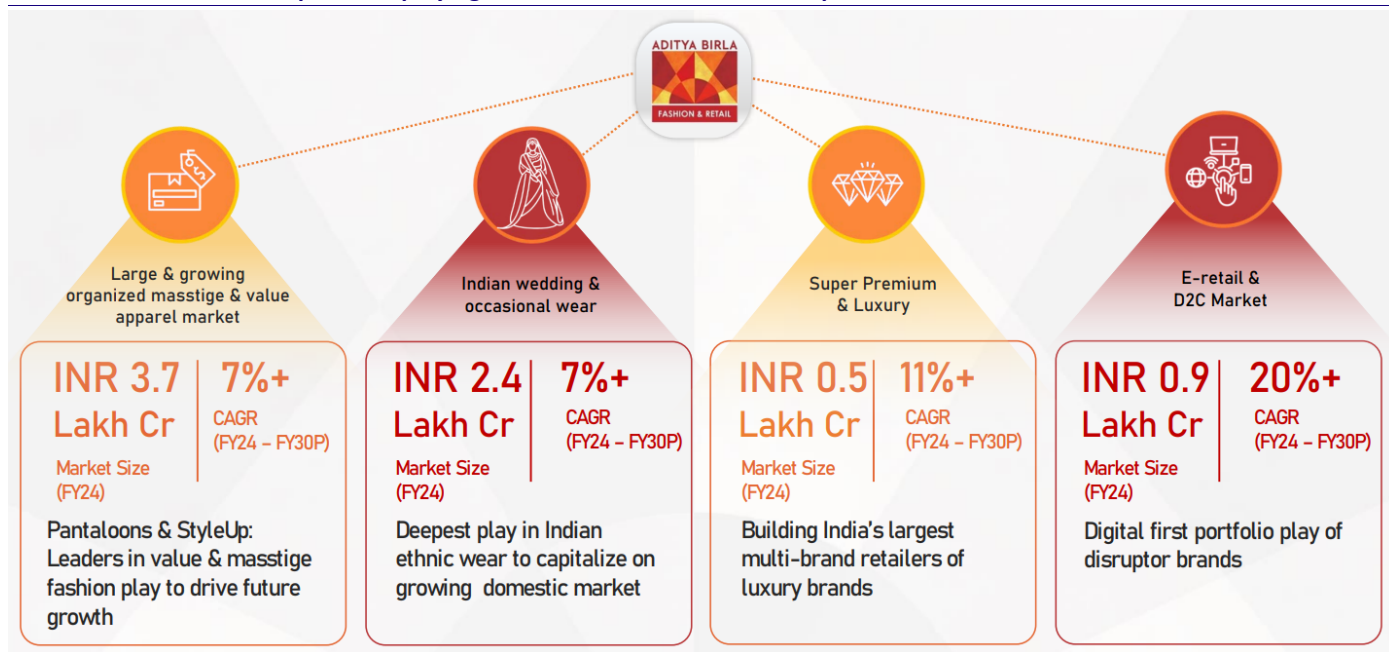 ADITYA BIRLA
FASHION & RETAIL
Large & growing
organized masstige & value
apparel market
INR 3.7
Lakh Cr
Market Size
(FY24)
7%+
CAGR
(FY24 – FY30P)
Pantaloons & StyleUp:
Leaders in value & masstige
fashion play to drive future
growth
Indian wedding &
occasional wear
INR 2.4
Lakh Cr
Market Size
(FY24)
7%+
CAGR
(FY24 – FY30P)
Deepest play in Indian
ethnic wear to capitalize on
growing domestic market
Super Premium
& Luxury
INR 0.5
Lakh Cr
Market Size
(FY24)
11%+
CAGR
(FY24 – FY30P)
Building India's largest
multi-brand retailers of
luxury brands
E-retail &
D2C Market
INR 0.9
Lakh Cr
Market Size
(FY24)
20%+
CAGR
(FY24 – FY30P)
Digital first portfolio play of
disruptor brands